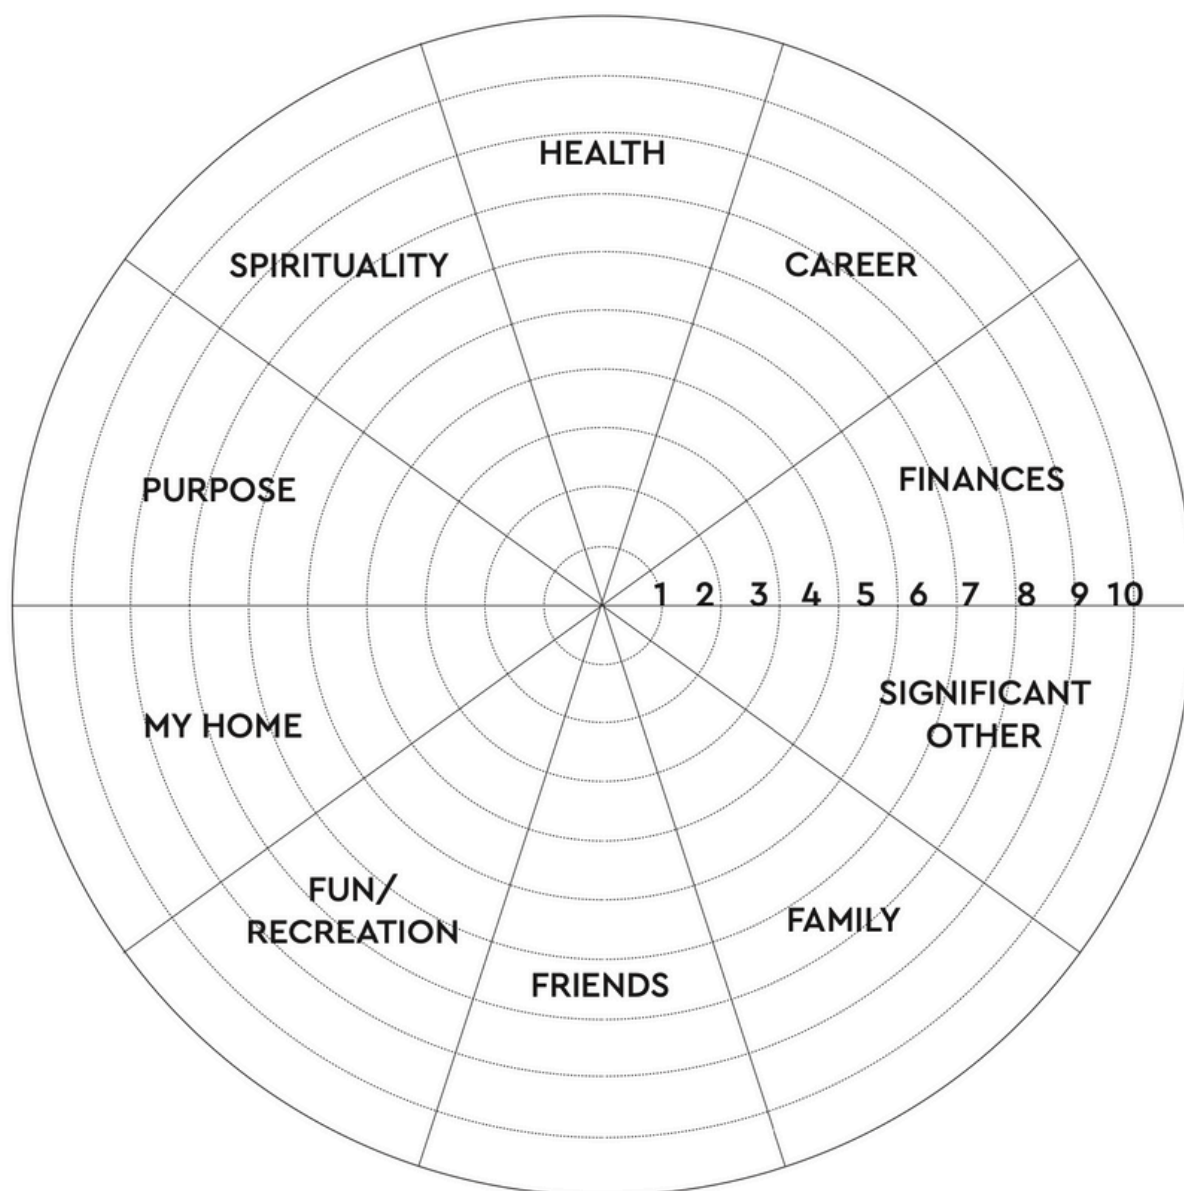 HEALTH
SPIRITUALITY
CAREER
PURPOSE
FINANCES
1 2 3 4 5 6 7 8 9 10
SIGNIFICANT
OTHER
MY HOME
FUN/
RECREATION
FAMILY
FRIENDS